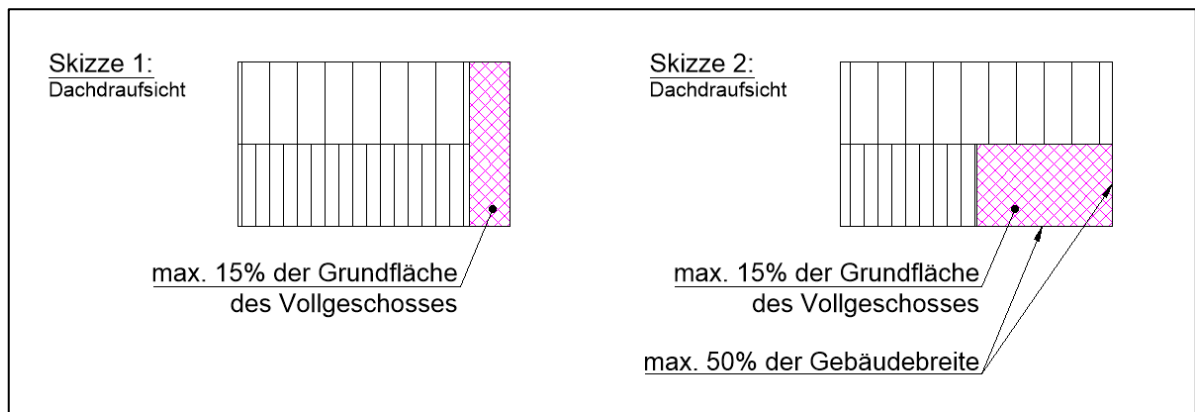 Skizze 1:
Dachdraufsicht
max. 15% der Grundfläche
des Vollgeschosses
Skizze 2:
Dachdraufsicht
max. 15% der Grundfläche
des Vollgeschosses
max. 50% der Gebäudebreite